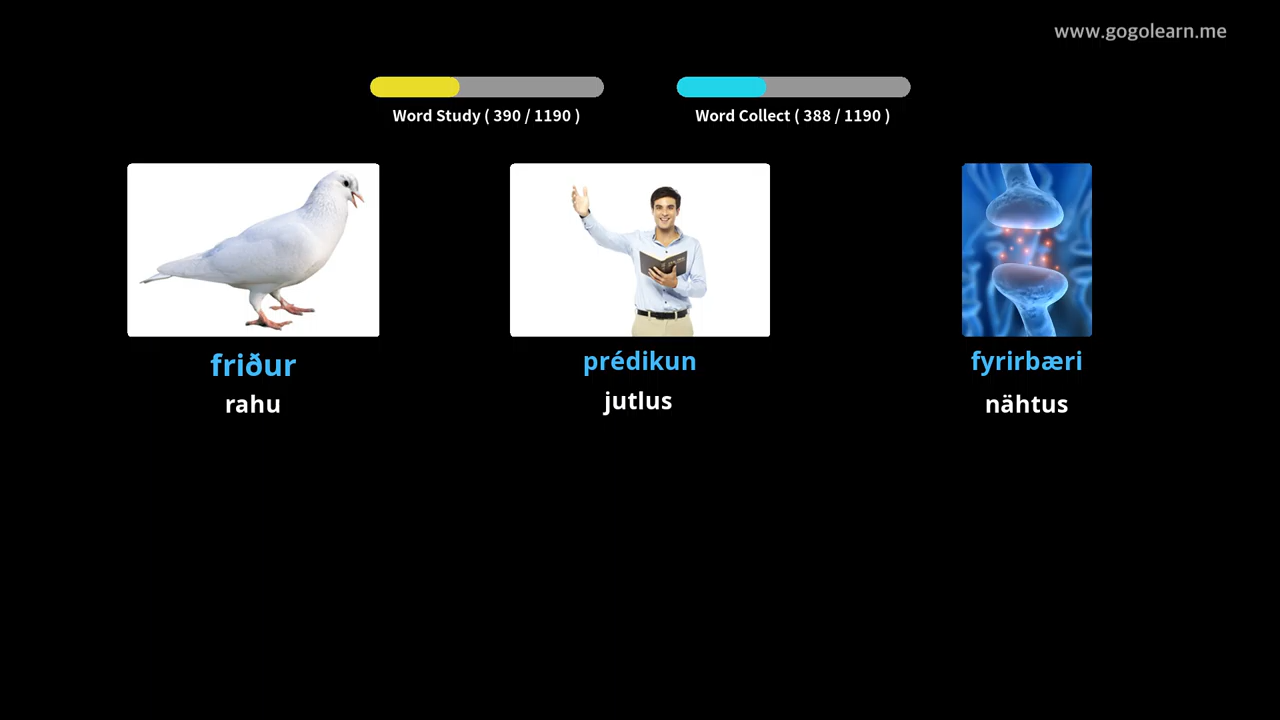 www.gogolearn.me
Word Study ( 390 / 1190 )
Word Collect ( 388 / 1190 )
friður
prédikun
fyrirbæri
rahu
jutlus
nähtus